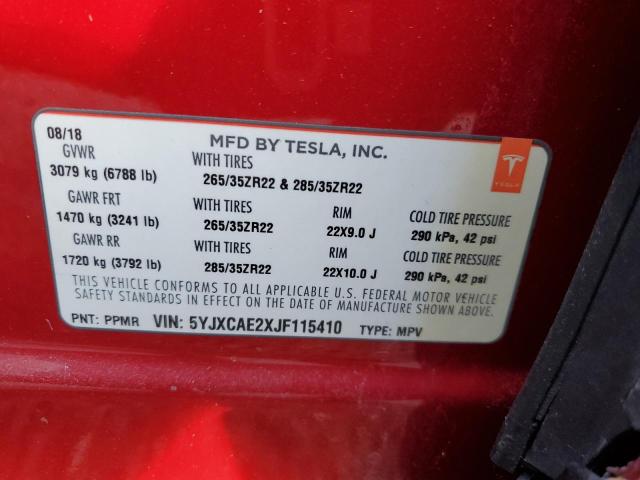 08/18 MFD BY TESLA, INC.
GVWR WITH TIRES
3079 kg (6788 lb) 265/35ZR22 & 285/35ZR22
TESLA
GAWR FRT WITH TIRES RIM COLD TIRE PRESSURE
1470 kg (3241 lb) 265/35ZR22 22X9.0 J 290 kPa, 42 psi
GAWR RR WITH TIRES RIM COLD TIRE PRESSURE
1720 kg (3792 lb) 285/35ZR22 22X10.0 J 290 kPa, 42 psi
THIS VEHICLE CONFORMS TO ALL APPLICABLE U.S. FEDERAL MOTOR VEHICLE
SAFETY STANDARDS IN EFFECT ON THE DATE OF MANUFACTURE SHOWN ABOVE.
PNT: PPMR VIN: 5YJXCAE2XJF115410 TYPE: MPV